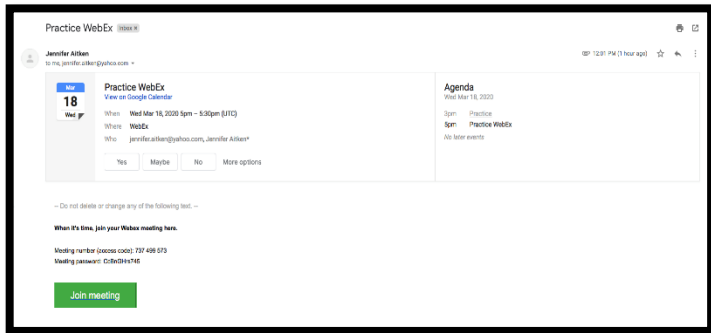 Practice WebEx Inbox ×
Jennifer Aitken
to me, jennifer.aitken@yahoo.com
12:01 PM (1 hour ago)
Mar
18
Wed
Practice WebEx
View on Google Calendar
When Wed Mar 18, 2020 5pm – 5:30pm (UTC)
Where WebEx
Who jennifer.aitken@yahoo.com, Jennifer Aitken*
Yes Maybe No More options
Agenda
Wed Mar 18, 2020
Practice
5pm Practice WebEx
No later events
-- Do not delete or change any of the following text. --
When it's time, join your Webex meeting here.
Meeting number (access code): 737 499 573
Meeting password:
Join meeting